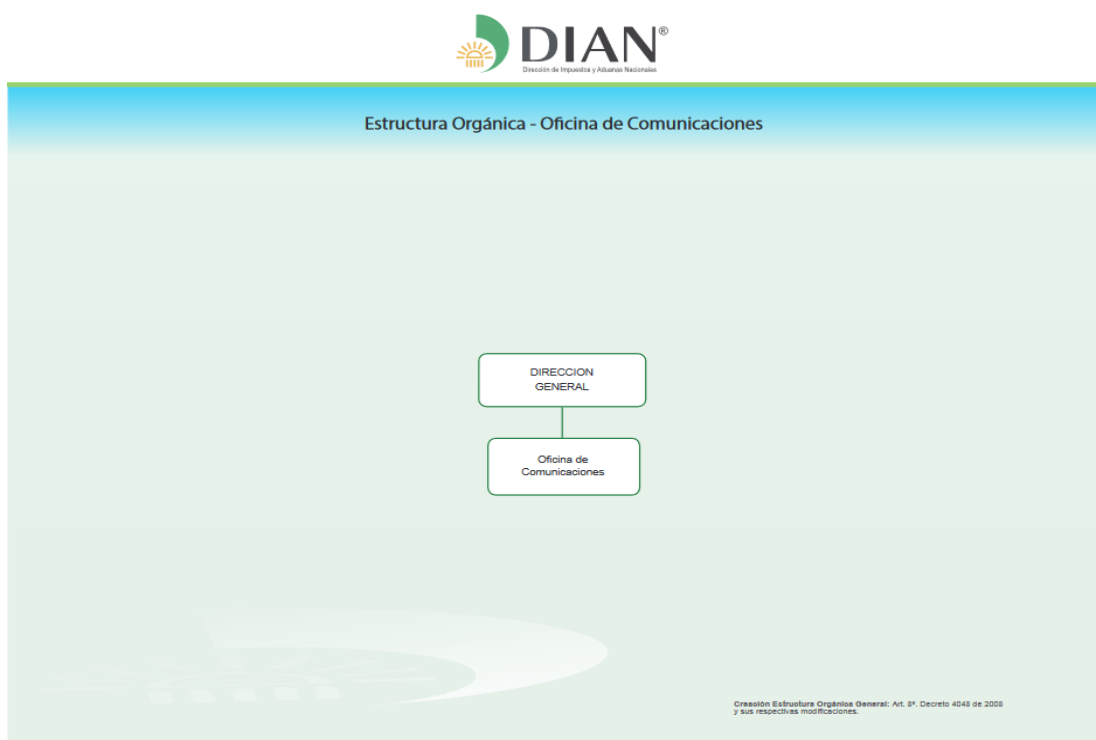 DIAN®
Dirección de Impuestos y Aduanas Nacionales
Estructura Orgánica - Oficina de Comunicaciones
DIRECCION
GENERAL
Oficina de
Comunicaciones
Creación Estructura Orgánica General: Art. 5º. Decreto 4048 de 2008
y sus respectivas modificaciones.